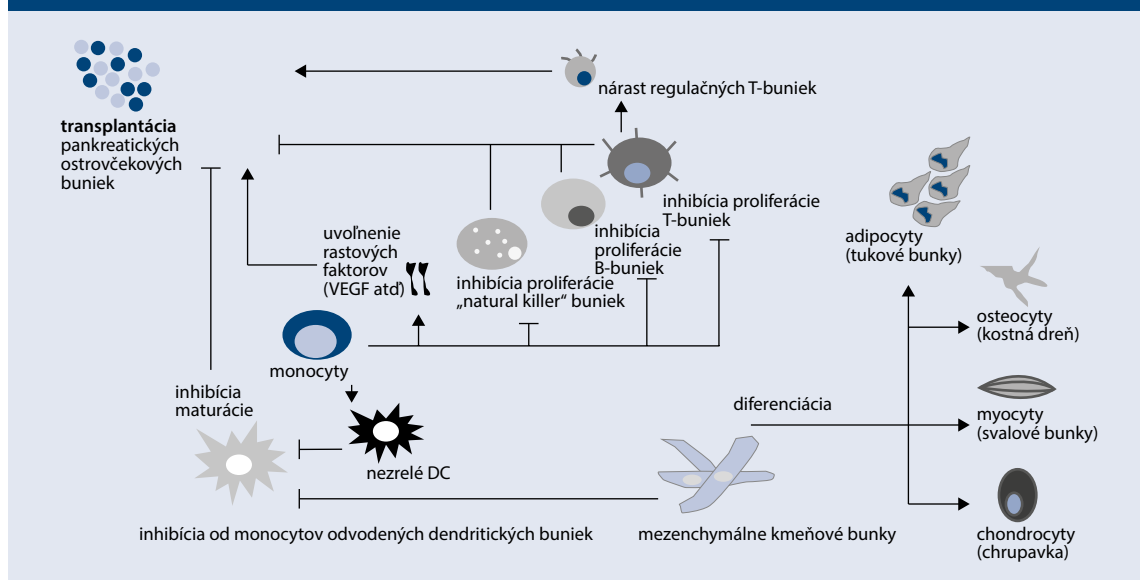 transplantácia
pankreatických
ostrovčekových
buniek
nárast regulačných T-buniek
inhibícia proliferácie
T-buniek
inhibícia
proliferácie
B-buniek
inhibícia proliferácie
„natural killer“ buniek
uvoľnenie
rastových
faktorov
(VEGF atď)
monocyty
inhibícia
maturácie
nezrelé DC
inhibícia od monocytov odvodených dendritických buniek
mezenchymálne kmeňové bunky
diferenciácia
adipocyty
(tukové bunky)
osteocyty
(kostná dreň)
myocyty
(svalové bunky)
chondrocyty
(chrupavka)